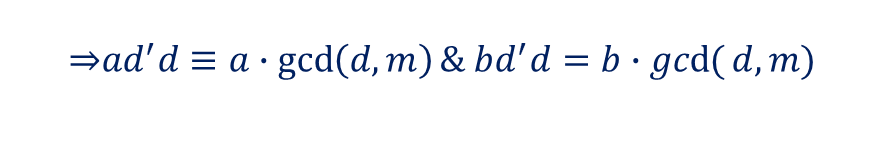 ⇒ad′d ≡ a · gcd(d, m) & bd′d = b · gcd( d, m)